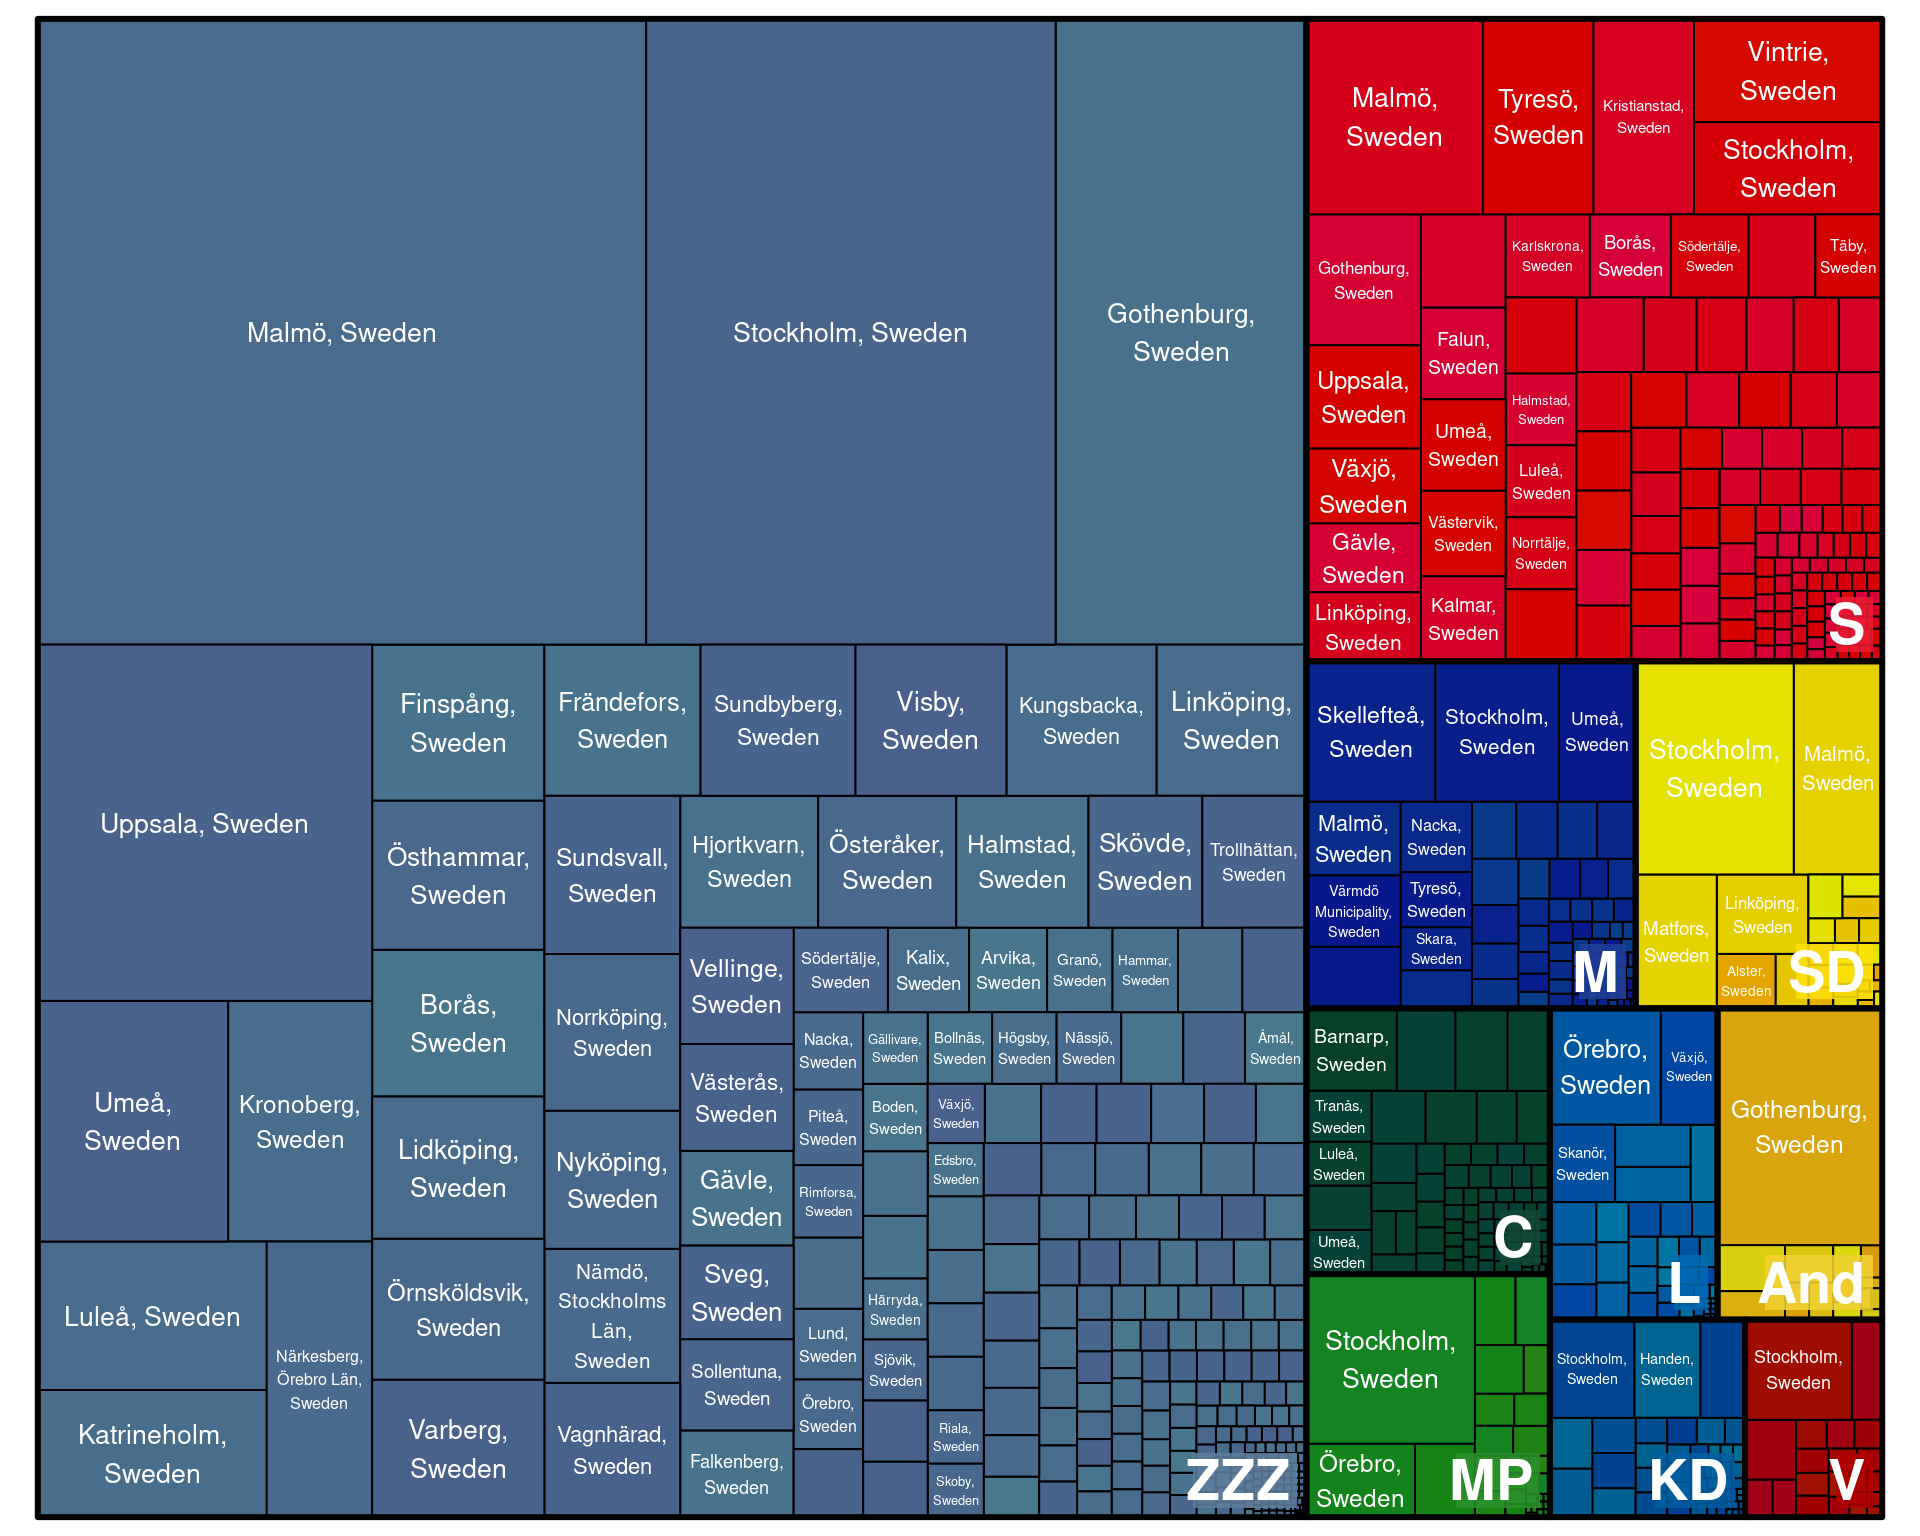 Malmö, Sweden
Stockholm, Sweden
Gothenburg,
Sweden
Uppsala, Sweden
Finspång,
Sweden
Frändefors,
Sweden
Sundbyberg,
Sweden
Visby,
Sweden
Kungsbacka,
Sweden
Linköping,
Sweden
Östhammar,
Sweden
Sundsvall,
Sweden
Hjortkvarn,
Sweden
Österåker,
Sweden
Halmstad,
Sweden
Skövde,
Sweden
Trollhättan,
Sweden
Borås,
Sweden
Norrköping,
Sweden
Vellinge,
Sweden
Södertälje,
Sweden
Kalix,
Sweden
Arvika,
Sweden
Granö,
Sweden
Hammar,
Sweden
Umeå,
Sweden
Kronoberg,
Sweden
Lidköping,
Sweden
Nyköping,
Sweden
Västerås,
Sweden
Nacka,
Sweden
Gällivare,
Sweden
Bollnäs,
Sweden
Högsby,
Sweden
Nässjö,
Sweden
Åmål,
Sweden
Piteå,
Sweden
Boden,
Sweden
Växjö,
Sweden
Gävle,
Sweden
Rimforsa,
Sweden
Edsbro,
Sweden
Luleå, Sweden
Närkesberg,
Örebro Län,
Sweden
Örnsköldsvik,
Sweden
Nämdö,
Stockholms
Län,
Sweden
Sveg,
Sweden
Härryda,
Sweden
Lund,
Sweden
Sjövik,
Sweden
Sollentuna,
Sweden
Örebro,
Sweden
Katrineholm,
Sweden
Varberg,
Sweden
Vagnhärad,
Sweden
Falkenberg,
Sweden
Riala,
Sweden
Skoby,
Sweden
ZZZ
Malmö,
Sweden
Tyresö,
Sweden
Kristianstad,
Sweden
Vintrie,
Sweden
Stockholm,
Sweden
Gothenburg,
Sweden
Karlskrona,
Sweden
Borås,
Sweden
Södertälje,
Sweden
Täby,
Sweden
Falun,
Sweden
Uppsala,
Sweden
Halmstad,
Sweden
Umeå,
Sweden
Växjö,
Sweden
Luleå,
Sweden
Västervik,
Sweden
Norrtälje,
Sweden
Gävle,
Sweden
Linköping,
Sweden
Kalmar,
Sweden
S
Skellefteå,
Sweden
Stockholm,
Sweden
Umeå,
Sweden
Malmö,
Sweden
Nacka,
Sweden
Värmdö
Municipality,
Sweden
Tyresö,
Sweden
Skara,
Sweden
M
Stockholm,
Sweden
Malmö,
Sweden
Matfors,
Sweden
Linköping,
Sweden
Alster,
Sweden
SD
Barnarp,
Sweden
Tranås,
Sweden
Luleå,
Sweden
Umeå,
Sweden
C
Örebro,
Sweden
Växjö,
Sweden
Skanör,
Sweden
L
Gothenburg,
Sweden
And
Stockholm,
Sweden
Örebro,
Sweden
MP
Stockholm,
Sweden
Handen,
Sweden
KD
Stockholm,
Sweden
V